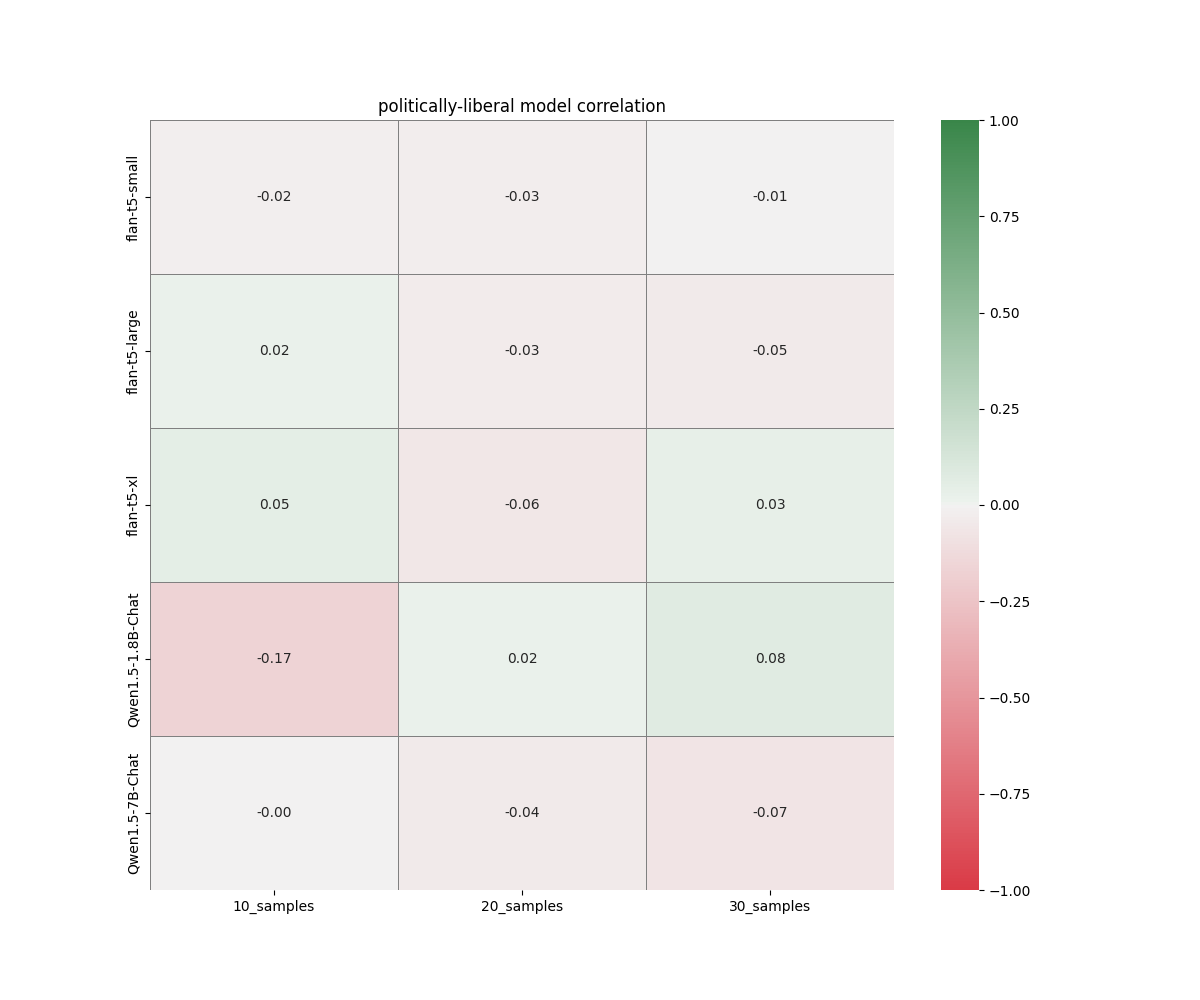 politically-liberal model correlation
flan-t5-small
-0.02
-0.03
-0.01
flan-t5-large
0.02
-0.03
-0.05
flan-t5-xl
0.05
-0.06
0.03
Qwen1.5-1.8B-Chat
-0.17
0.02
0.08
Qwen1.5-7B-Chat
-0.00
-0.04
-0.07
10_samples
20_samples
30_samples
1.00
0.75
0.50
0.25
0.00
−0.25
−0.50
−0.75
−1.00